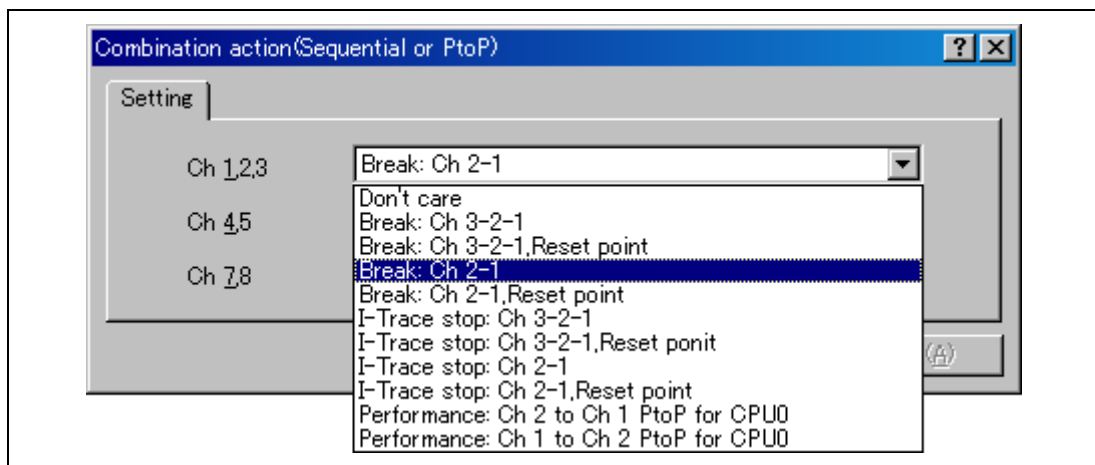 Combination action(Sequential or PtoP)
Setting
Ch 1,2,3
Break: Ch 2-1
Ch 4,5
Ch 7,8
Don't care
Break: Ch 3-2-1
Break: Ch 3-2-1,Reset point
Break: Ch 2-1
Break: Ch 2-1,Reset point
I-Trace stop: Ch 3-2-1
I-Trace stop: Ch 3-2-1,Reset ponit
I-Trace stop: Ch 2-1
I-Trace stop: Ch 2-1,Reset point
Performance: Ch 2 to Ch 1 PtoP for CPU0
Performance: Ch 1 to Ch 2 PtoP for CPU0
(A)